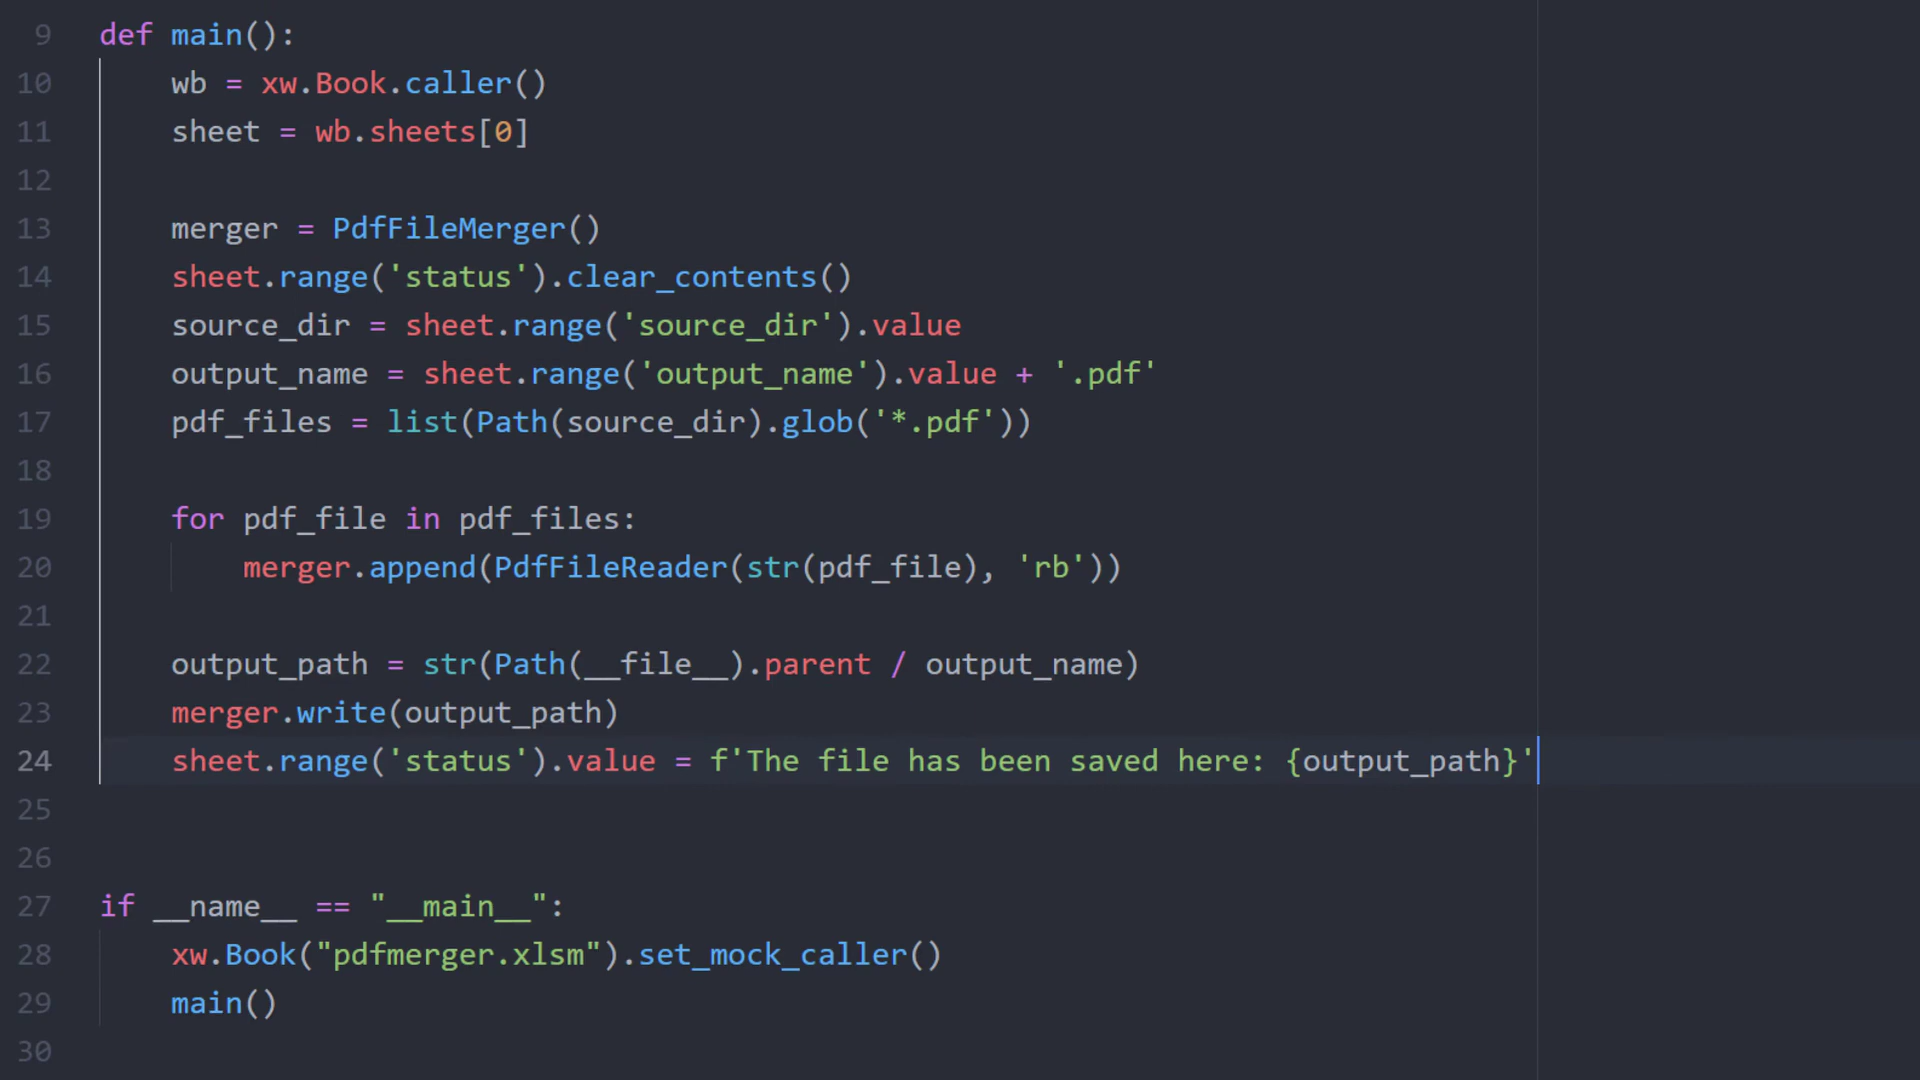 9 def main():
10     wb = xw.Book.caller()
11     sheet = wb.sheets[0]
12
13     merger = PdfFileMerger()
14     sheet.range('status').clear_contents()
15     source_dir = sheet.range('source_dir').value
16     output_name = sheet.range('output_name').value + '.pdf'
17     pdf_files = list(Path(source_dir).glob('*.pdf'))
18
19     for pdf_file in pdf_files:
20         merger.append(PdfFileReader(str(pdf_file), 'rb'))
21
22     output_path = str(Path(__file__).parent / output_name)
23     merger.write(output_path)
24     sheet.range('status').value = f'The file has been saved here: {output_path}'
25
26
27 if __name__ == "__main__":
28     xw.Book("pdfmerger.xlsm").set_mock_caller()
29     main()
30